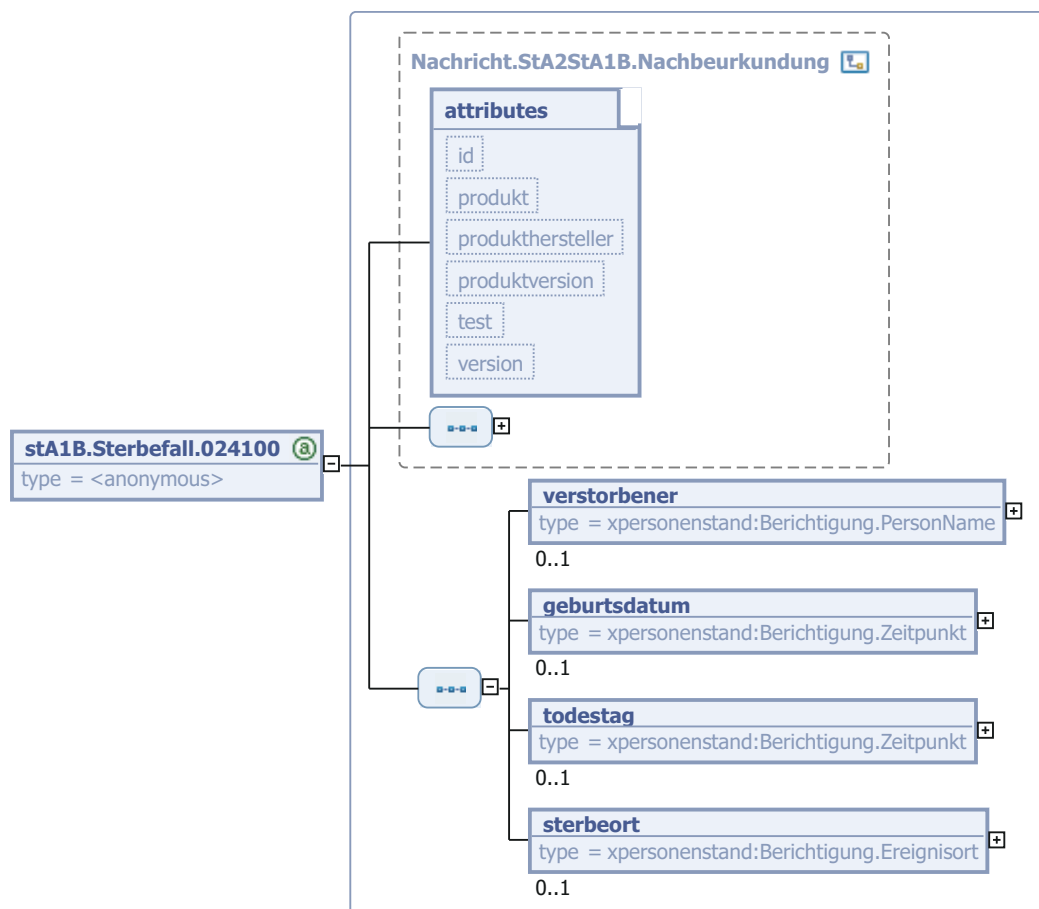 Nachricht.StA2StA1B.Nachbeurkundung
attributes
id
produkt
produkthersteller
produktversion
test
version
stA1B.Sterbefall.024100 a
type = <anonymous>
verstorbener
type = xpersonenstand:Berichtigung.PersonName
0..1
geburtsdatum
type = xpersonenstand:Berichtigung.Zeitpunkt
0..1
todestag
type = xpersonenstand:Berichtigung.Zeitpunkt
0..1
sterbeort
type = xpersonenstand:Berichtigung.Ereignisort
0..1